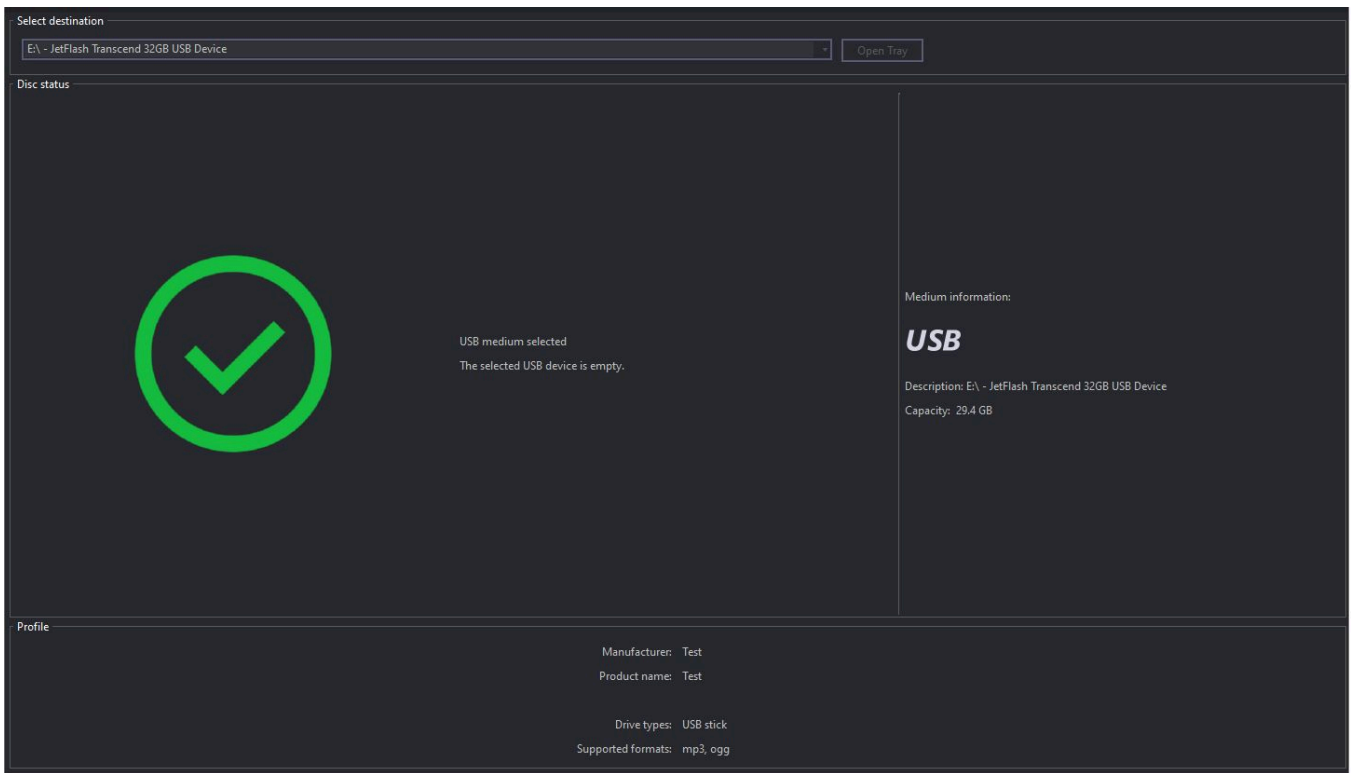 Select destination
E:\ - JetFlash Transcend 32GB USB Device
Open Tray
Disc status
USB medium selected
The selected USB device is empty.
Medium information:
USB
Description: E:\ - JetFlash Transcend 32GB USB Device
Capacity: 29.4 GB
Profile
Manufacturer: Test
Product name: Test
Drive types: USB stick
Supported formats: mp3, ogg